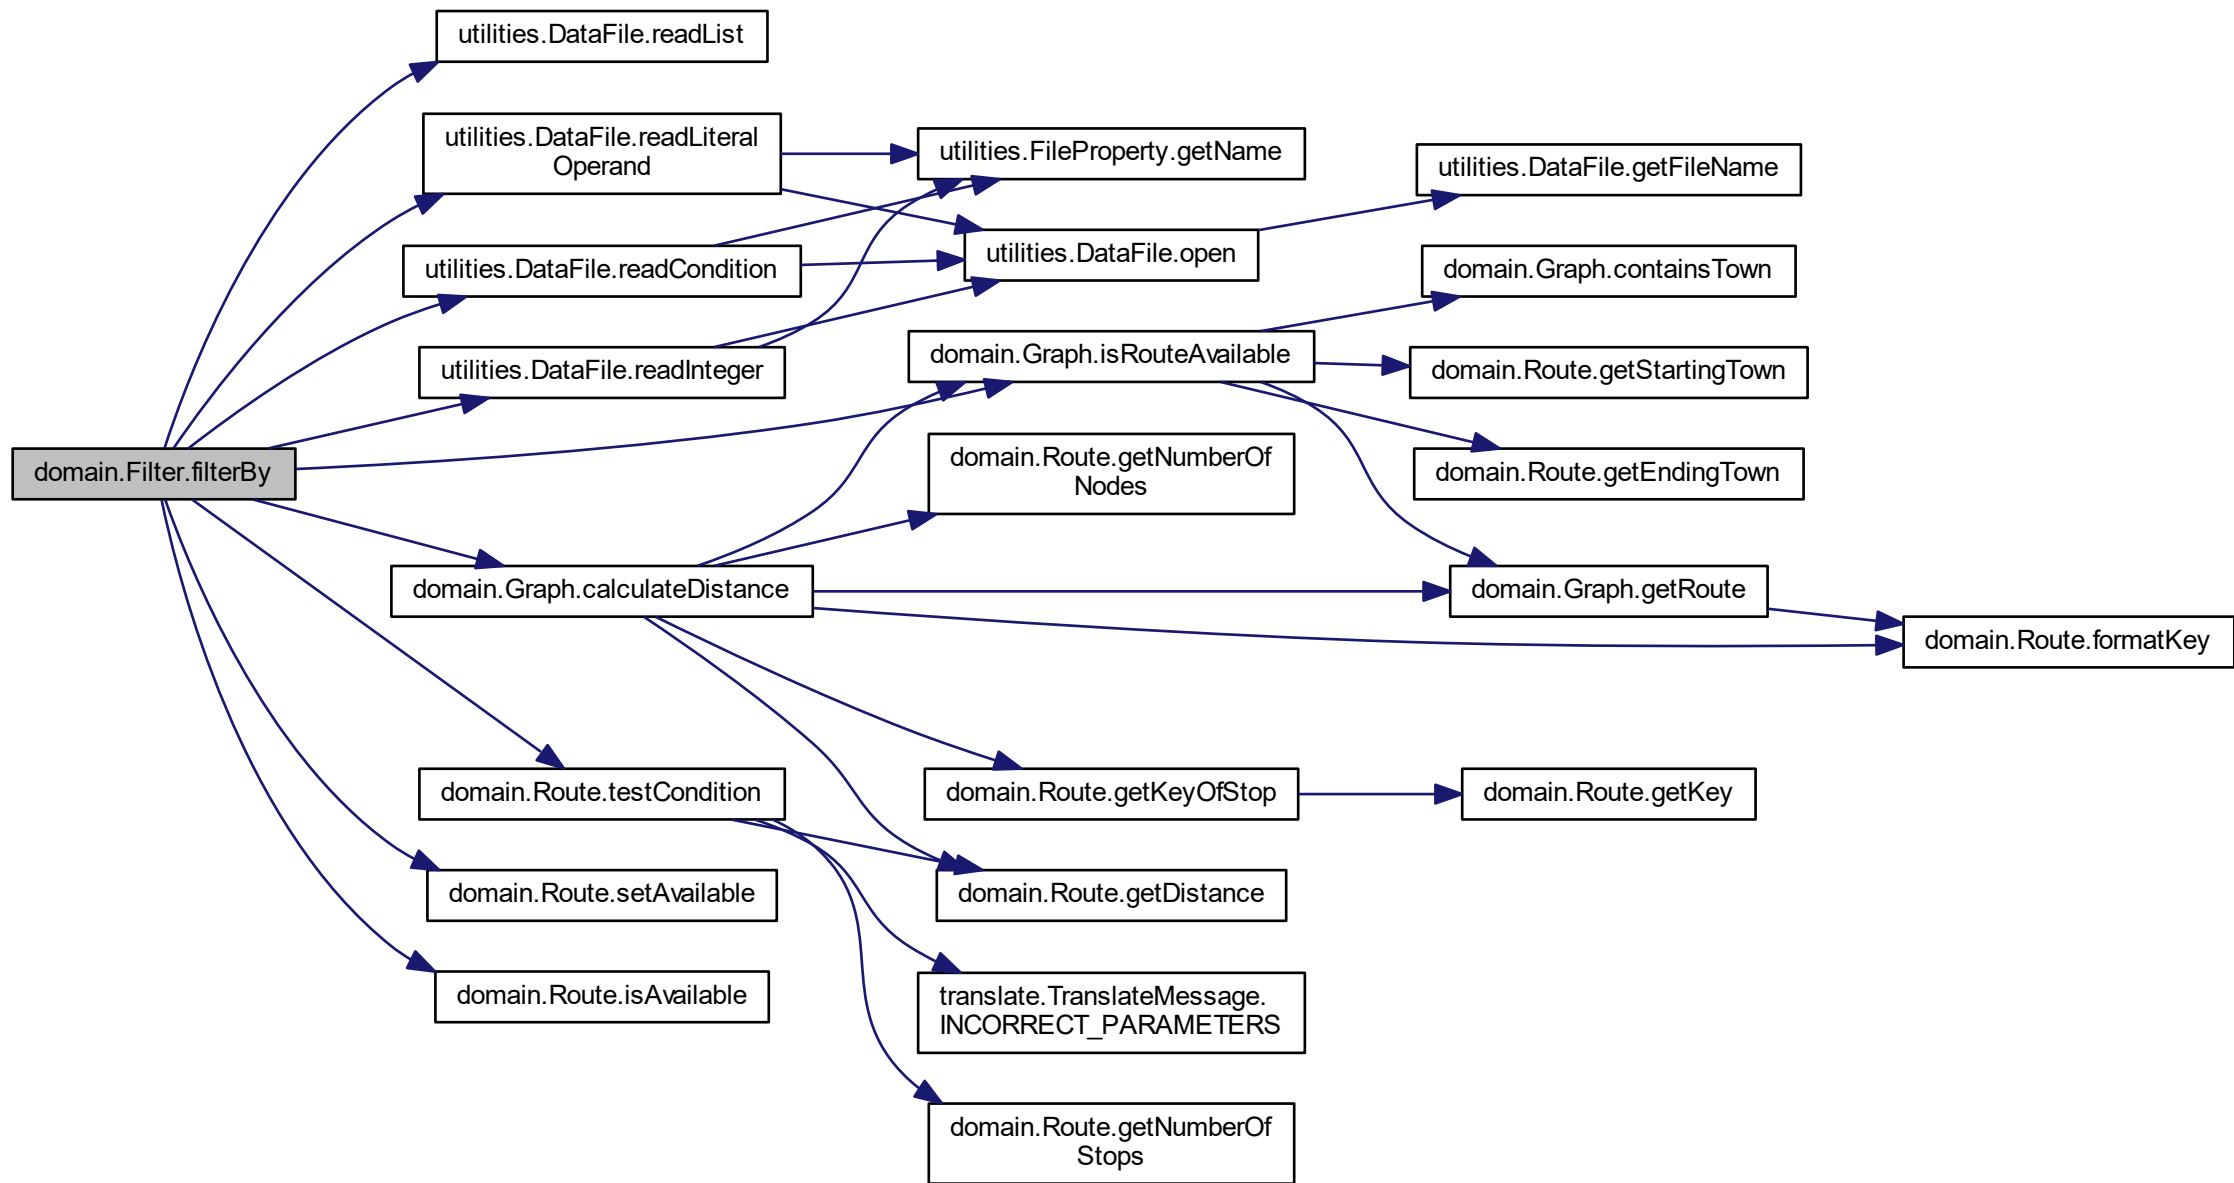 domain.Filter.filterBy
utilities.DataFile.readList
utilities.DataFile.readLiteral
Operand
utilities.DataFile.readCondition
utilities.DataFile.readInteger
domain.Graph.calculateDistance
domain.Route.testCondition
domain.Route.setAvailable
domain.Route.isAvailable
utilities.FileProperty.getName
utilities.DataFile.open
domain.Graph.isRouteAvailable
domain.Route.getNumberOf
Nodes
domain.Route.getKeyOfStop
domain.Route.getDistance
translate.TranslateMessage.
INCORRECT_PARAMETERS
domain.Route.getNumberOf
Stops
utilities.DataFile.getFileName
domain.Graph.containsTown
domain.Route.getStartingTown
domain.Route.getEndingTown
domain.Graph.getRoute
domain.Route.getKey
domain.Route.formatKey